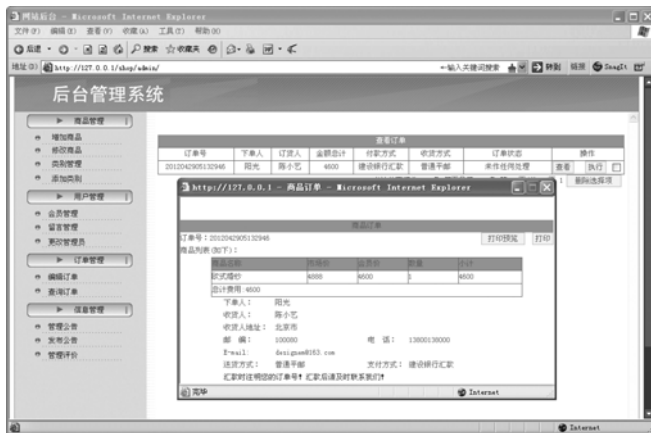 网站后台 - Microsoft Internet Explorer
文件(F) 编辑(E) 查看(V) 收藏(A) 工具(T) 帮助(H)
后退 搜索 收藏夹
地址(D) http://127.0.0.1/shop/admin/ 输入关键词搜索 转到 链接 SnagIt
后台管理系统
商品管理
增加商品
修改商品
类别管理
添加类别
用户管理
会员管理
留言管理
更改管理员
订单管理
编辑订单
查询订单
信息管理
管理公告
发布公告
管理评价
查看订单
订单号 下单人 订货人 金额总计 付款方式 收货方式 订单状态 操作
2012042905132946 阳光 陈小艺 4600 建设银行汇款 普通平邮 未作任何处理 查看 执行
删除选择项
http://127.0.0.1 - 商品订单 - Microsoft Internet Explorer
商品订单
订单号：2012042905132946 打印预览 打印
商品列表(如下)：
商品名称 市场价 会员价 数量 小计
欧式婚纱 4888 4600 1 4600
总计费用:4600
下单人： 阳光
收货人： 陈小艺
收货人地址： 北京市
邮 编： 100080 电 话： 13800138000
E-mail:
送货方式： 普通平邮 支付方式： 建设银行汇款
汇款时注明您的订单号！汇款后请及时联系我们！
完毕 Internet
Internet